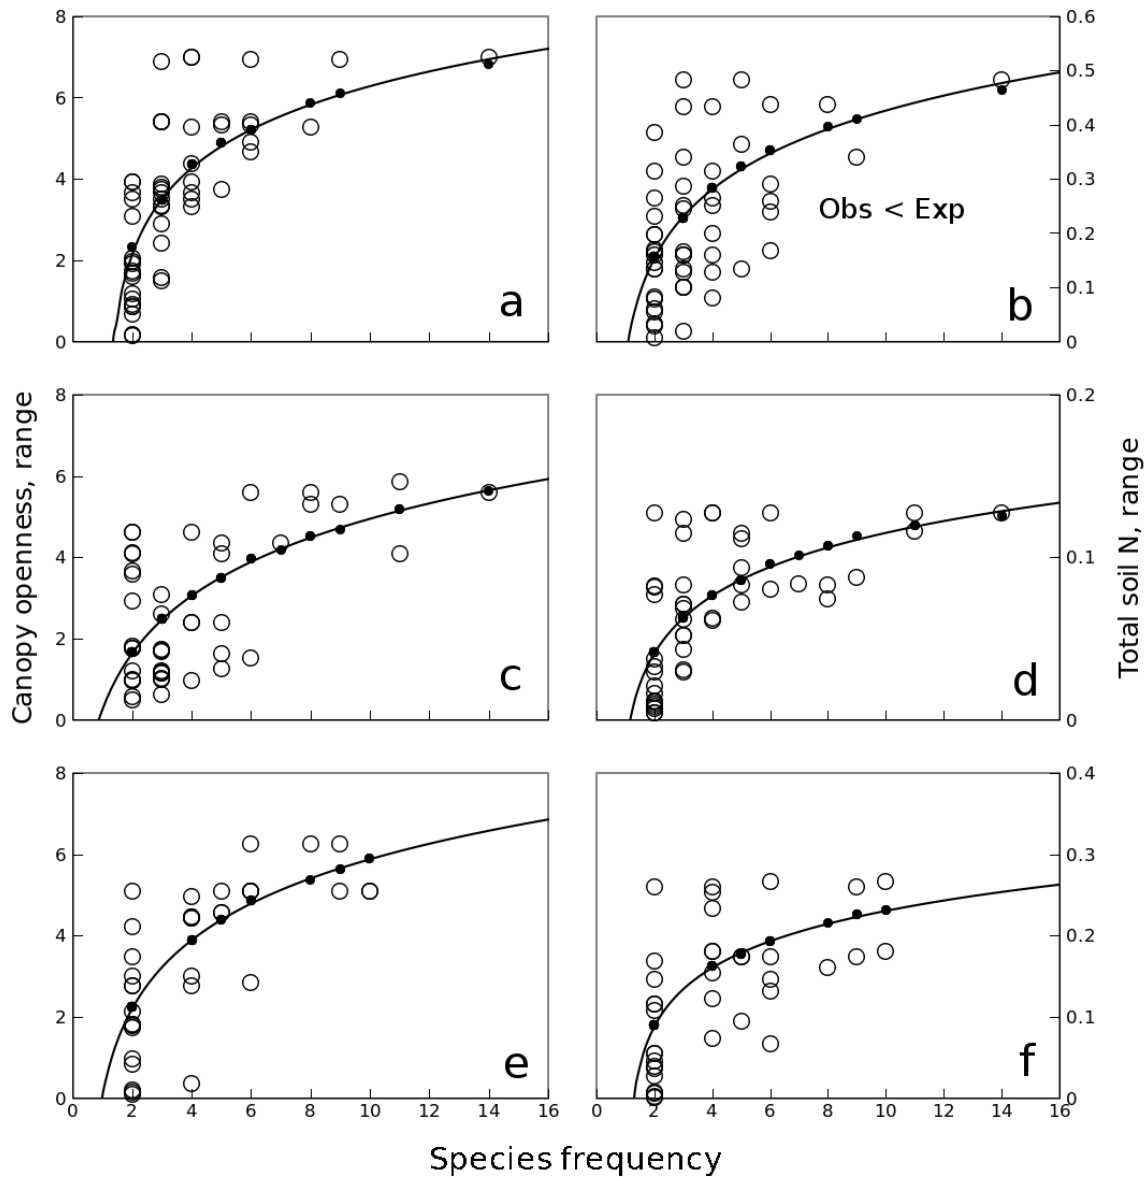 8
6
4
2
0
a
0.6
0.5
0.4
0.3
0.2
0.1
0
Obs < Exp
b
Canopy openness, range
8
6
4
2
0
c
0.2
0.1
0
d
Total soil N, range
8
6
4
2
0
e
0 2 4 6 8 10 12 14 16
0.4
0.3
0.2
0.1
0
f
0 2 4 6 8 10 12 14 16
Species frequency